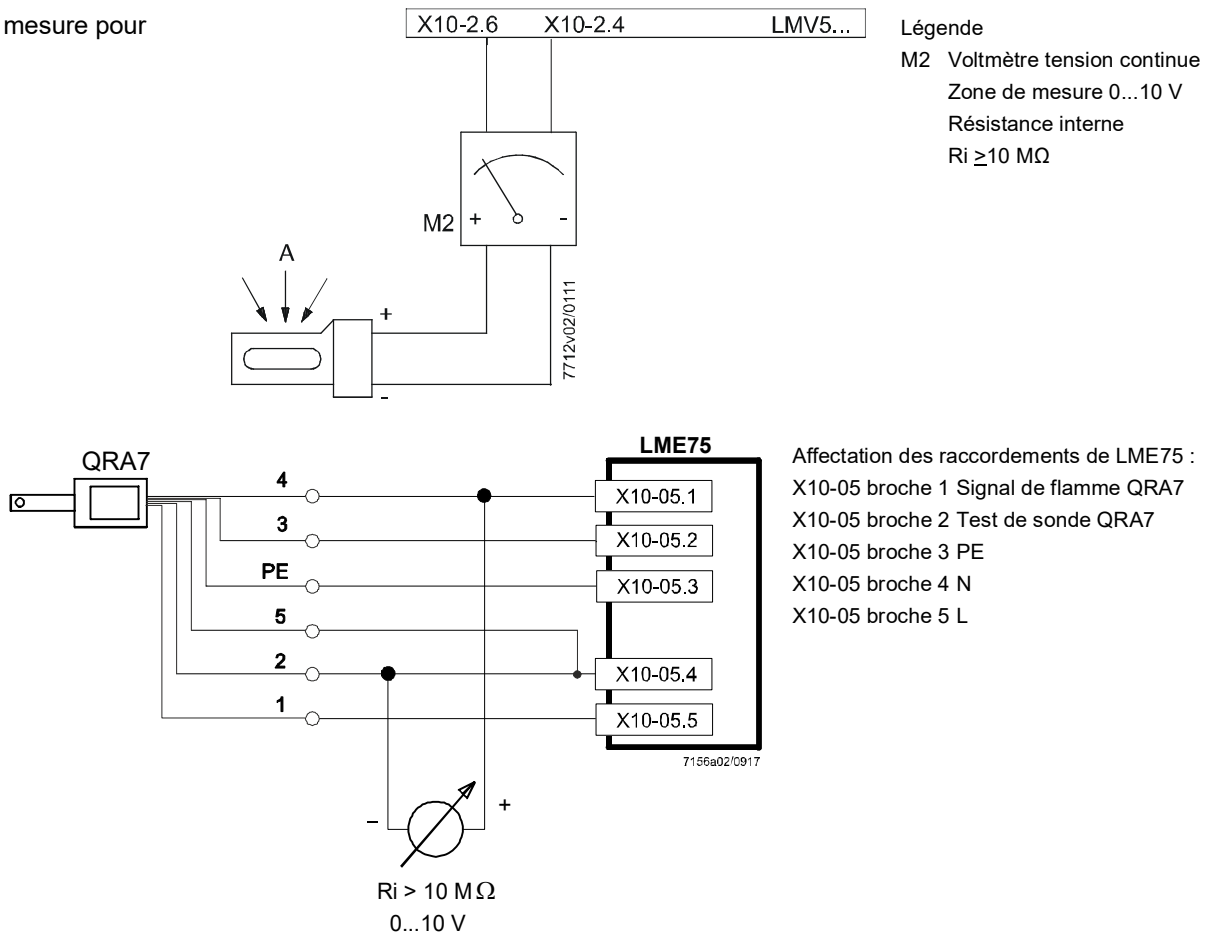 mesure pour
X10-2.6 X10-2.4 LMV5...
Légende
M2 Voltmètre tension continue
Zone de mesure 0...10 V
Résistance interne
Ri ≥10 MΩ
M2 + -
A
+
-
7712v02/0111
QRA7
LME75
4
X10-05.1
3
X10-05.2
PE
X10-05.3
5
2
X10-05.4
1
X10-05.5
7156a02/0917
– +
Ri > 10 MΩ
0...10 V
Affectation des raccordements de LME75 :
X10-05 broche 1 Signal de flamme QRA7
X10-05 broche 2 Test de sonde QRA7
X10-05 broche 3 PE
X10-05 broche 4 N
X10-05 broche 5 L